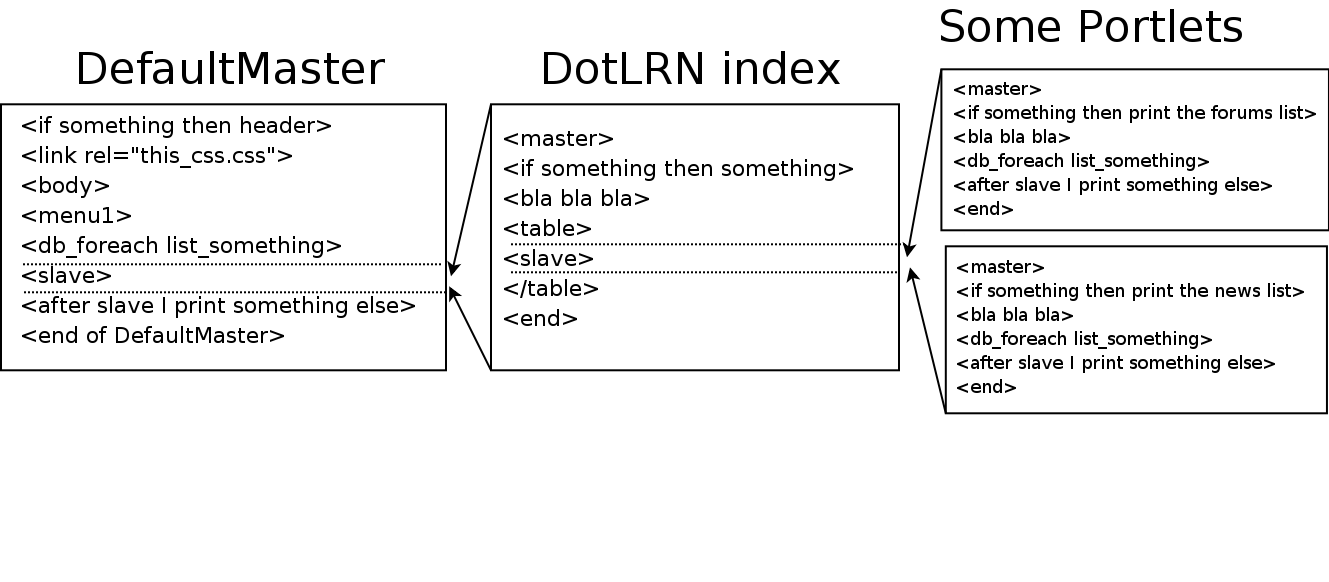 DefaultMaster
<if something then header>
<link rel="this_css.css">
<body>
<menu1>
<db_foreach list_something>
<slave>
<after slave I print something else>
<end of DefaultMaster>
DotLRN index
<master>
<if something then something>
<bla bla bla>
<table>
<slave>
</table>
<end>
Some Portlets
<master>
<if something then print the forums list>
<bla bla bla>
<db_foreach list_something>
<after slave I print something else>
<end>
<master>
<if something then print the news list>
<bla bla bla>
<db_foreach list_something>
<after slave I print something else>
<end>